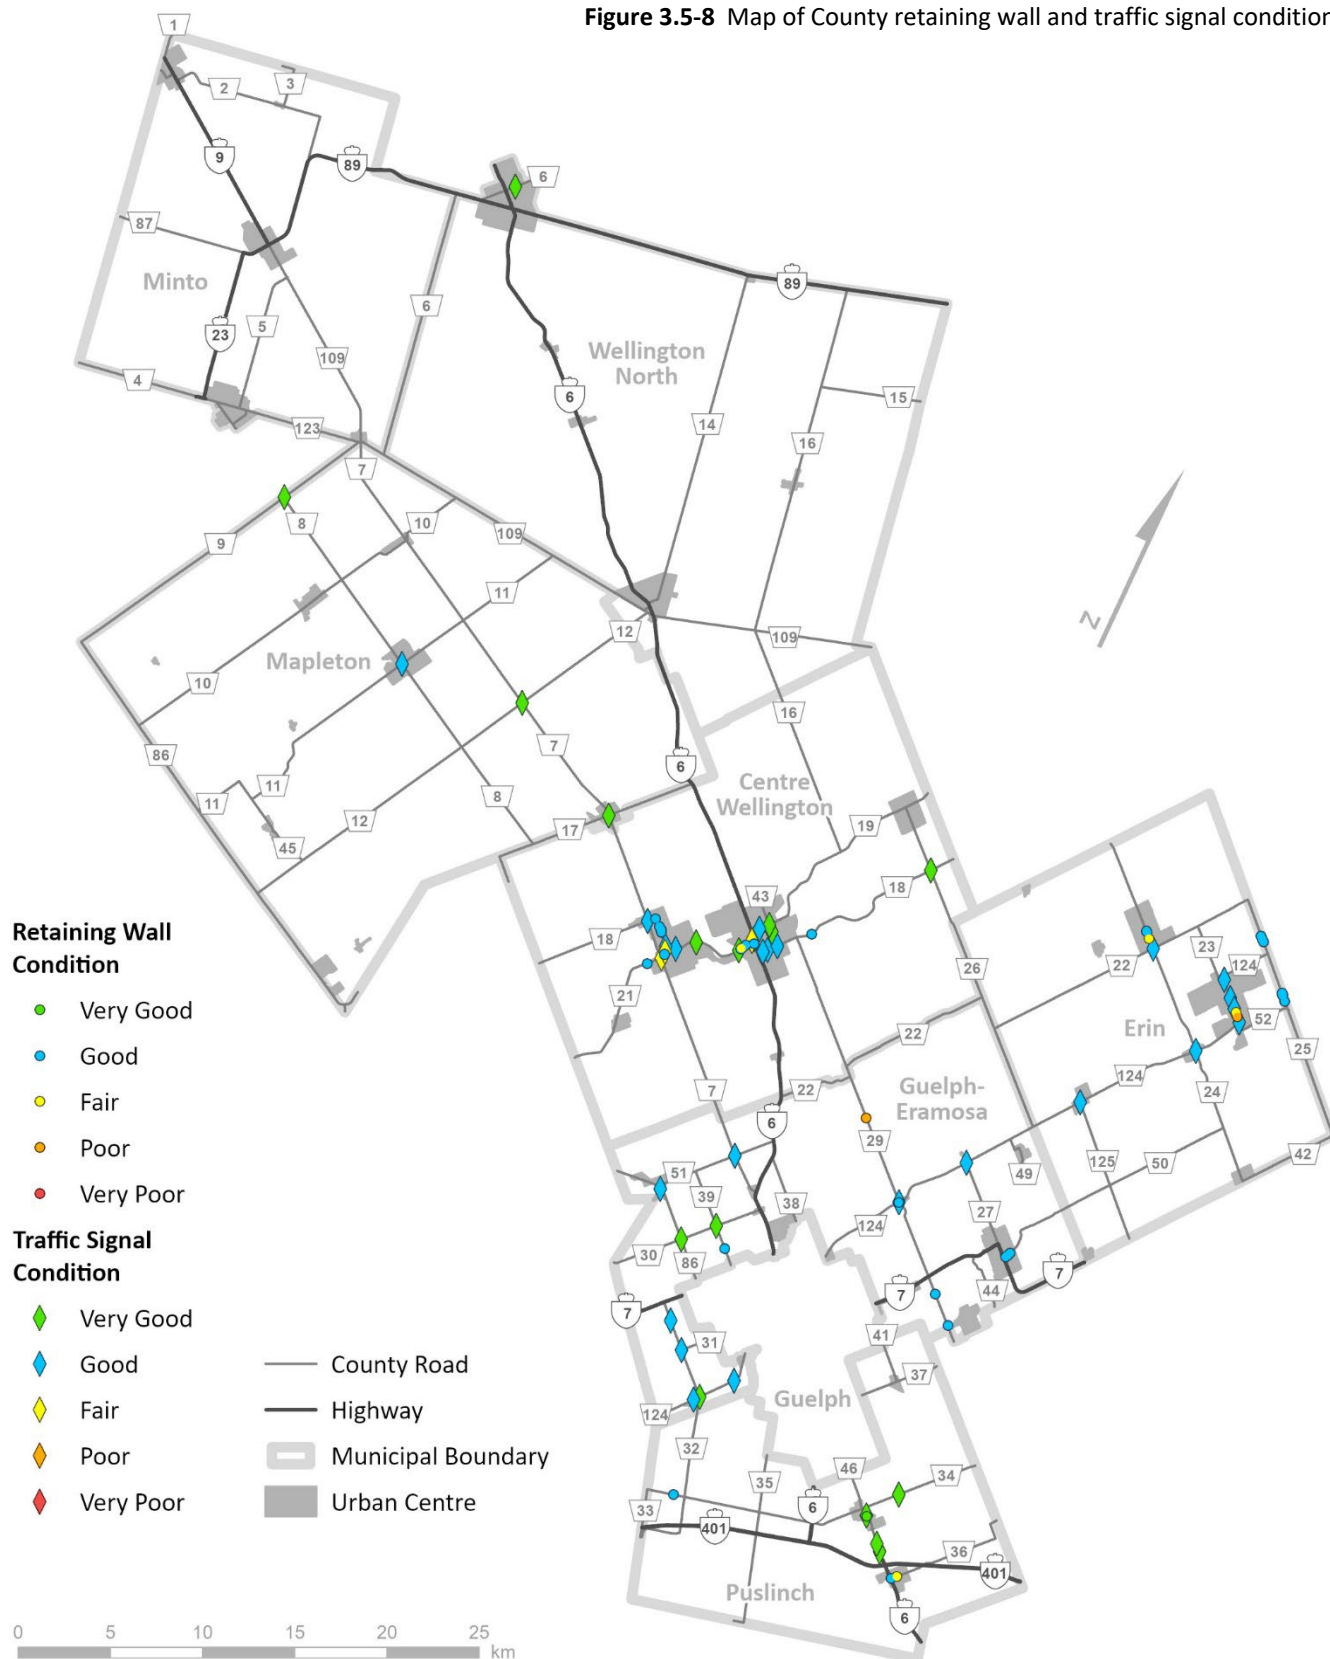 Figure 3.5-8 Map of County retaining wall and traffic signal condition
1
2
3
9
89
6
87
Minto
6
89
23
5
Wellington
North
109
4
6
15
14
123
16
7
8
10
9
109
11
12
109
Mapleton
10
16
7
86
6
Centre
Wellington
11
11
8
12
17
19
45
18
43
Retaining Wall
Condition
18
23
22
124
26
21
Very Good
Erin
52
Good
22
25
124
7
22
Guelph-
Eramosa
24
Fair
6
29
Poor
51
49
125
50
42
39
38
27
Very Poor
124
Traffic Signal
Condition
30
86
7
44
7
7
Very Good
31
41
Good
County Road
37
Guelph
Fair
124
Highway
32
Poor
Municipal Boundary
46
34
35
Very Poor
Urban Centre
33
6
401
36
401
Puslinch
6
0
5
10
15
20
25
km
N